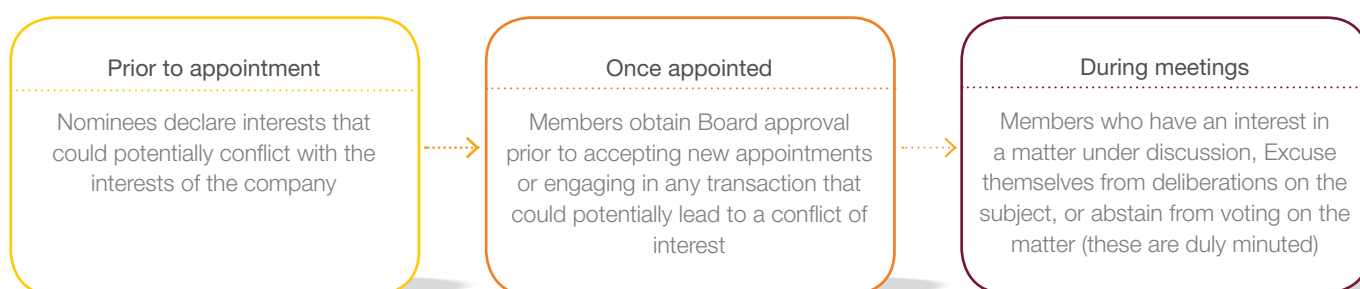 Prior to appointment
Nominees declare interests that
could potentially conflict with the
interests of the company
Once appointed
Members obtain Board approval
prior to accepting new appointments
or engaging in any transaction that
could potentially lead to a conflict of
interest
During meetings
Members who have an interest in
a matter under discussion, Excuse
themselves from deliberations on the
subject, or abstain from voting on the
matter (these are duly minuted)